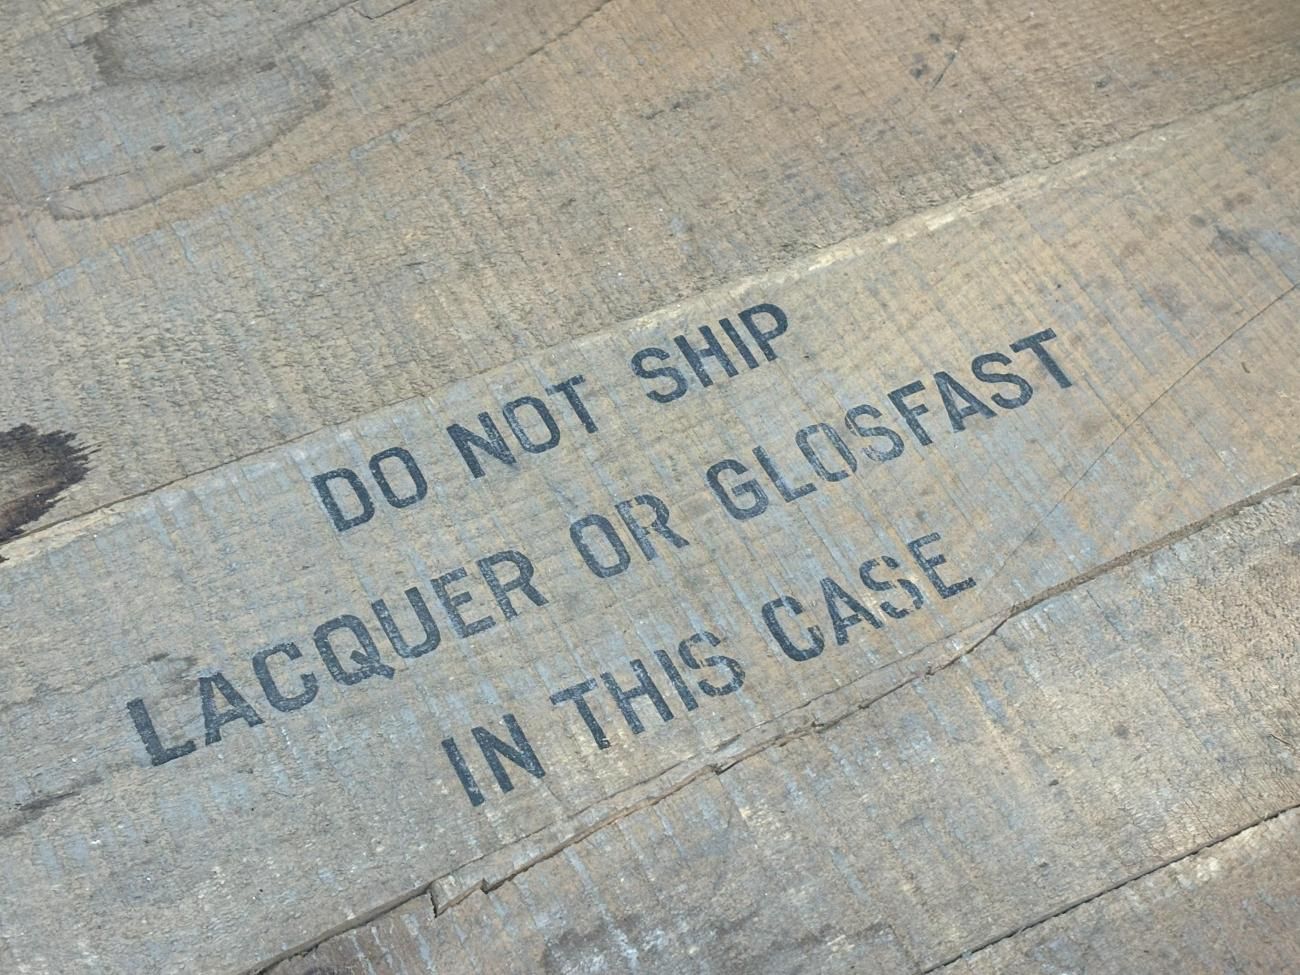 DO NOT SHIP
LACQUER OR GLOSFAST
IN THIS CASE